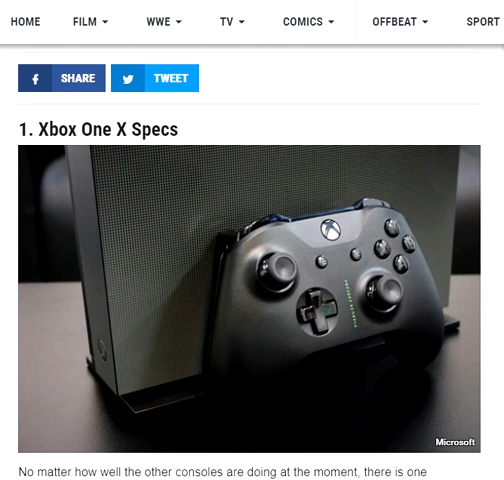 HOME FILM WWE TV COMICS OFFBEAT SPORT
SHARE TWEET
1. Xbox One X Specs
Microsoft
No matter how well the other consoles are doing at the moment, there is one